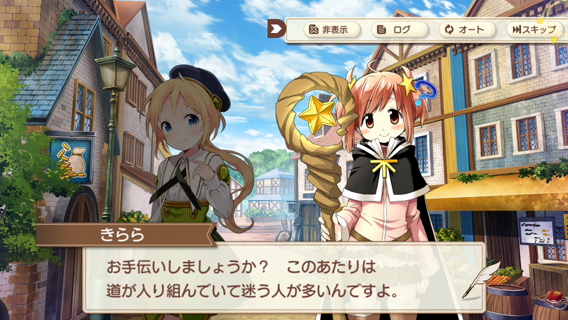 非表示
ログ
オート
スキップ
きらら
お手伝いしましょうか?　このあたりは
道が入り組んでいて迷う人が多いんですよ。